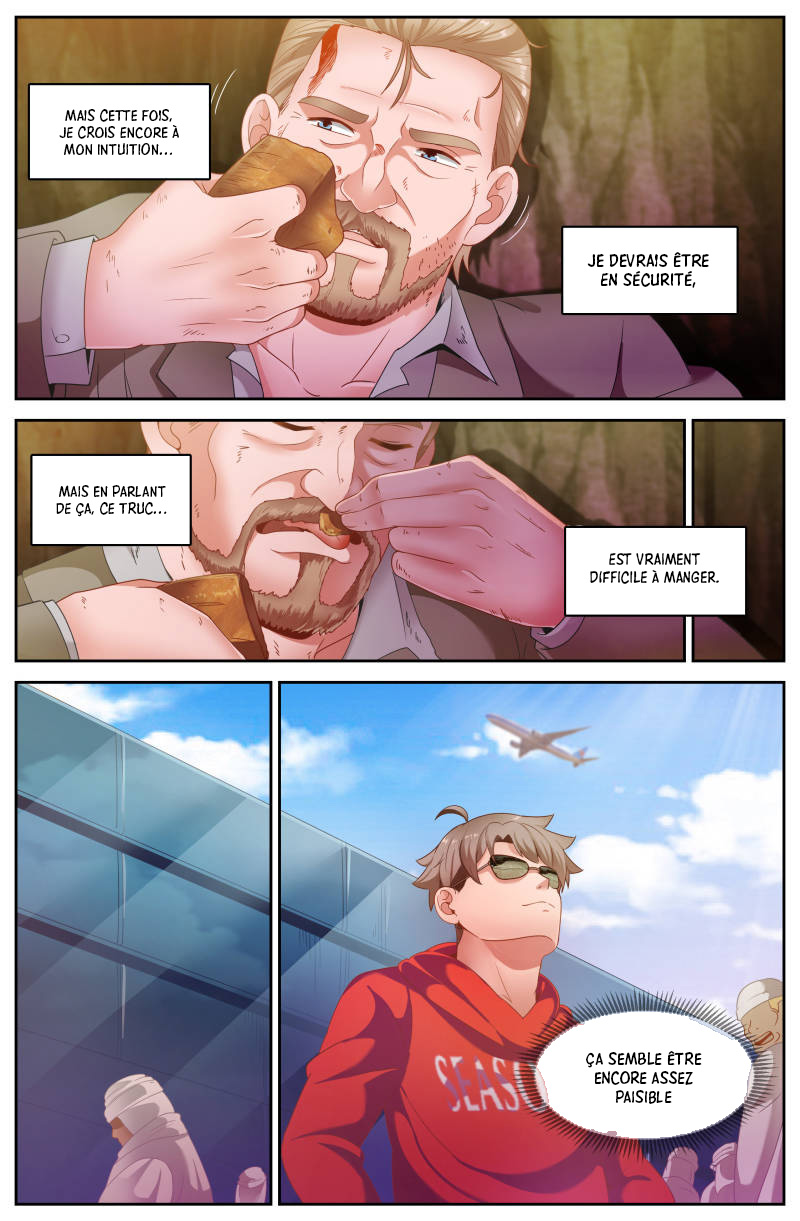 MAIS CETTE FOIS,
JE CROIS ENCORE À
MON INTUITION...
JE DEVRAIS ÊTRE
EN SÉCURITÉ,
MAIS EN PARLANT
DE ÇA, CE TRUC...
EST VRAIMENT
DIFFICILE À MANGER.
SEASO
ÇA SEMBLE ÊTRE
ENCORE ASSEZ
PAISIBLE